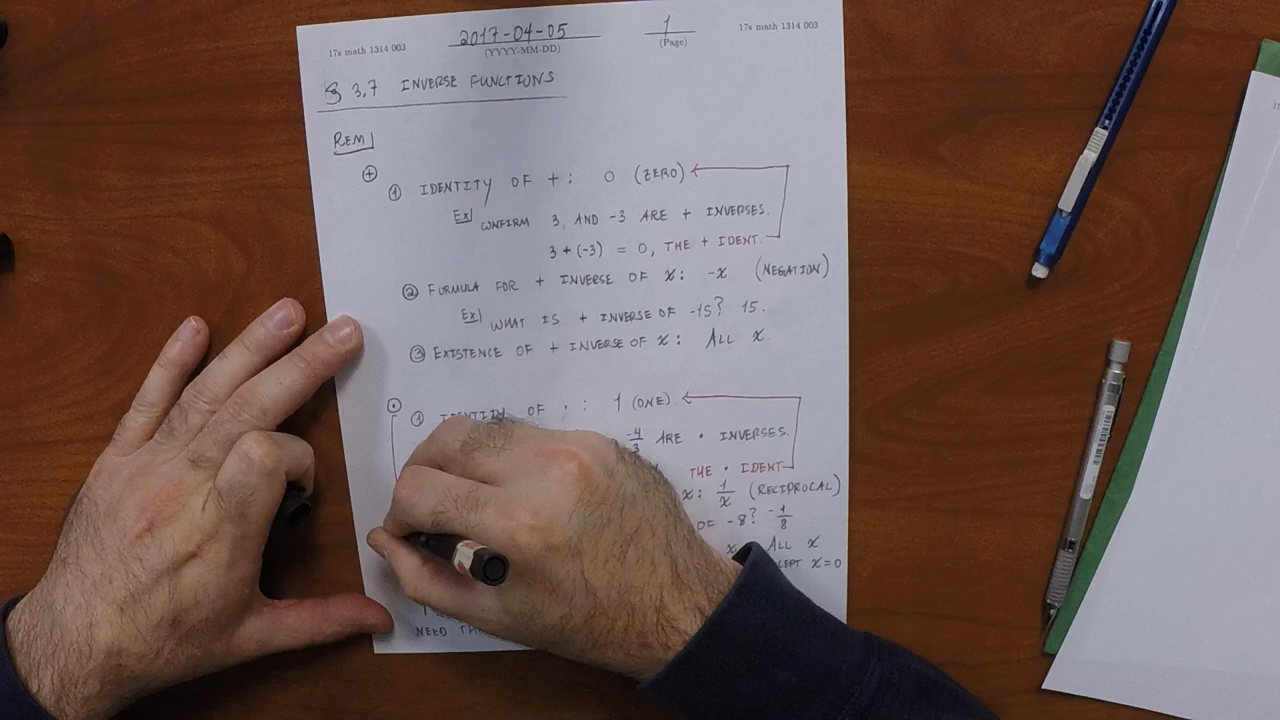 17s math 1314 003 2017-04-05 1 17s math 1314 003
(YYYY-MM-DD) (Page)
§ 3.7 INVERSE FUNCTIONS
REM
+
① IDENTITY OF + : 0 (ZERO)
Ex CONFIRM 3 AND -3 ARE + INVERSES.
3 + (-3) = 0, THE + IDENT.
② FORMULA FOR + INVERSE OF x: -x (NEGATION)
Ex WHAT IS + INVERSE OF -15? 15.
③ EXISTENCE OF + INVERSE OF x: ALL x
① IDENTITY OF · : 1 (ONE)
-4/3 ARE · INVERSES.
THE · IDENT
x: 1/x (RECIPROCAL)
OF -8? -1/8
x ALL x
x=0
NEED